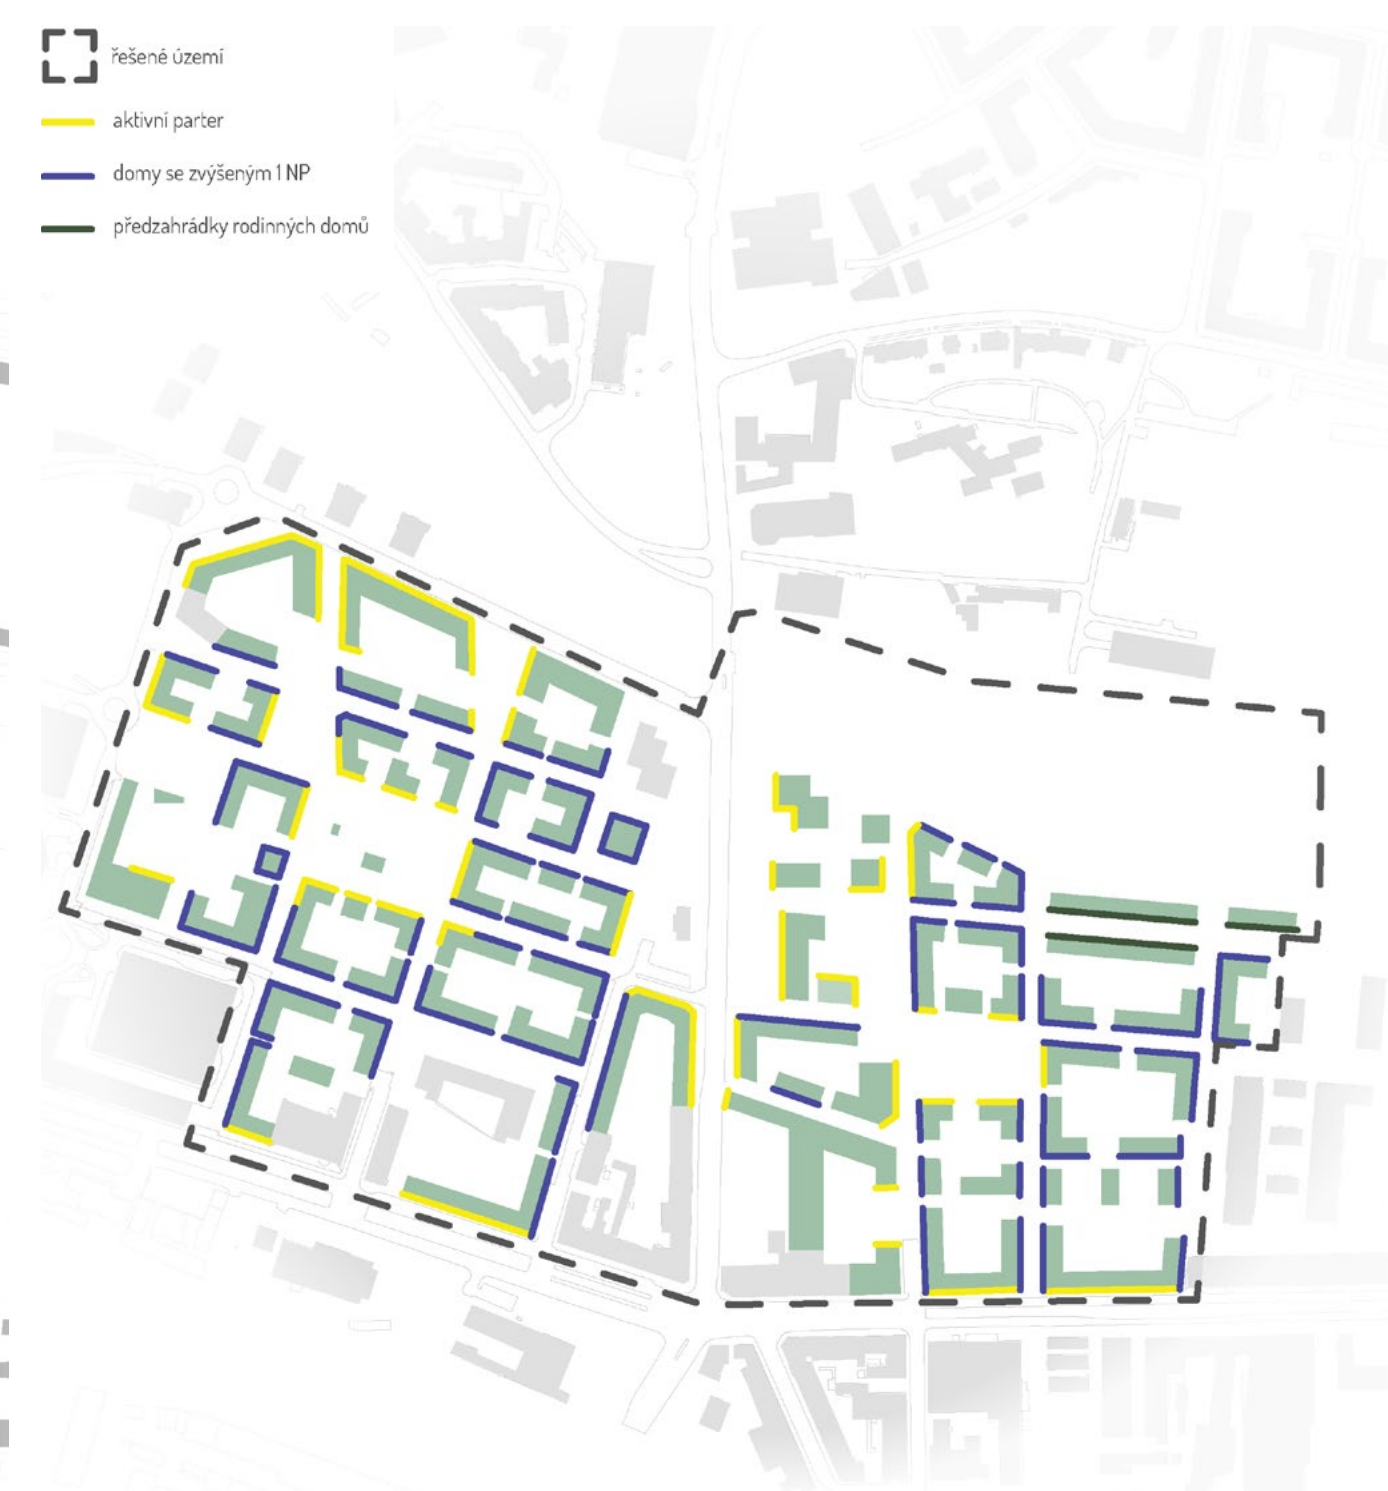 řešené území
aktivní parter
domy se zvýšeným 1 NP
předzahrádky rodinných domů